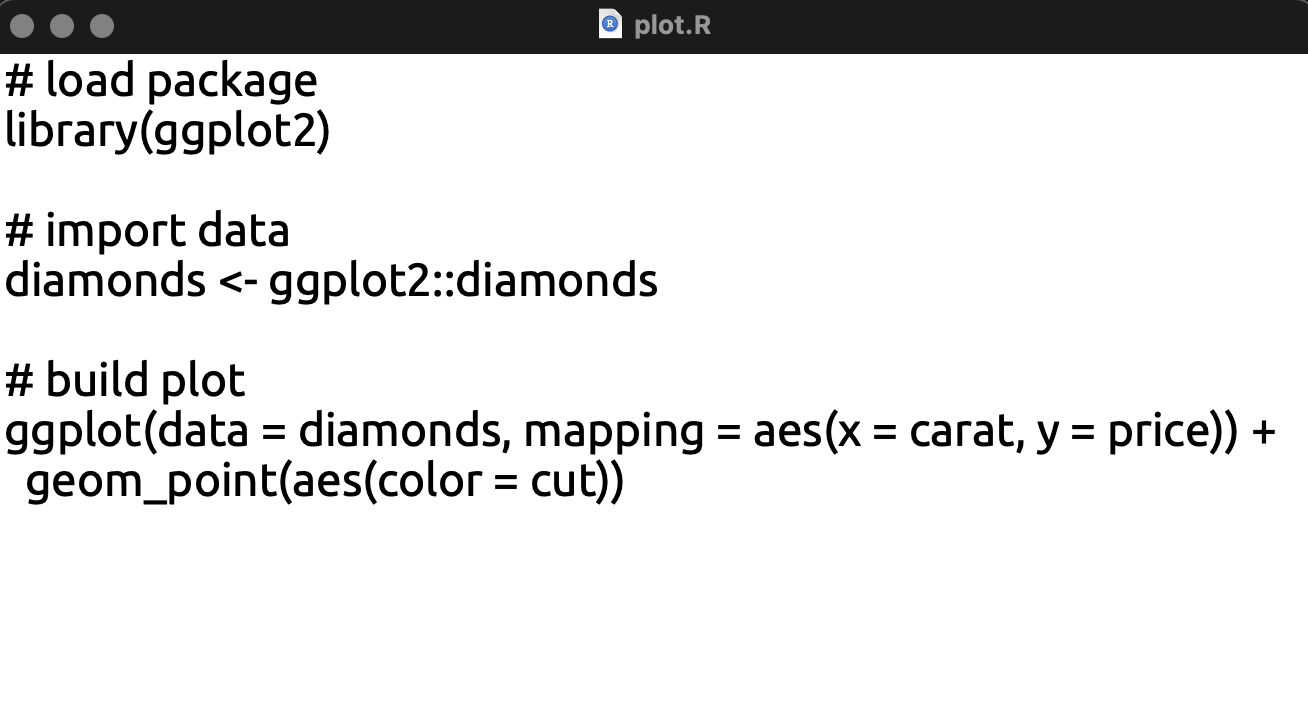 plot.R
# load package
library(ggplot2)
# import data
diamonds <- ggplot2::diamonds
# build plot
ggplot(data = diamonds, mapping = aes(x = carat, y = price)) +
geom_point(aes(color = cut))